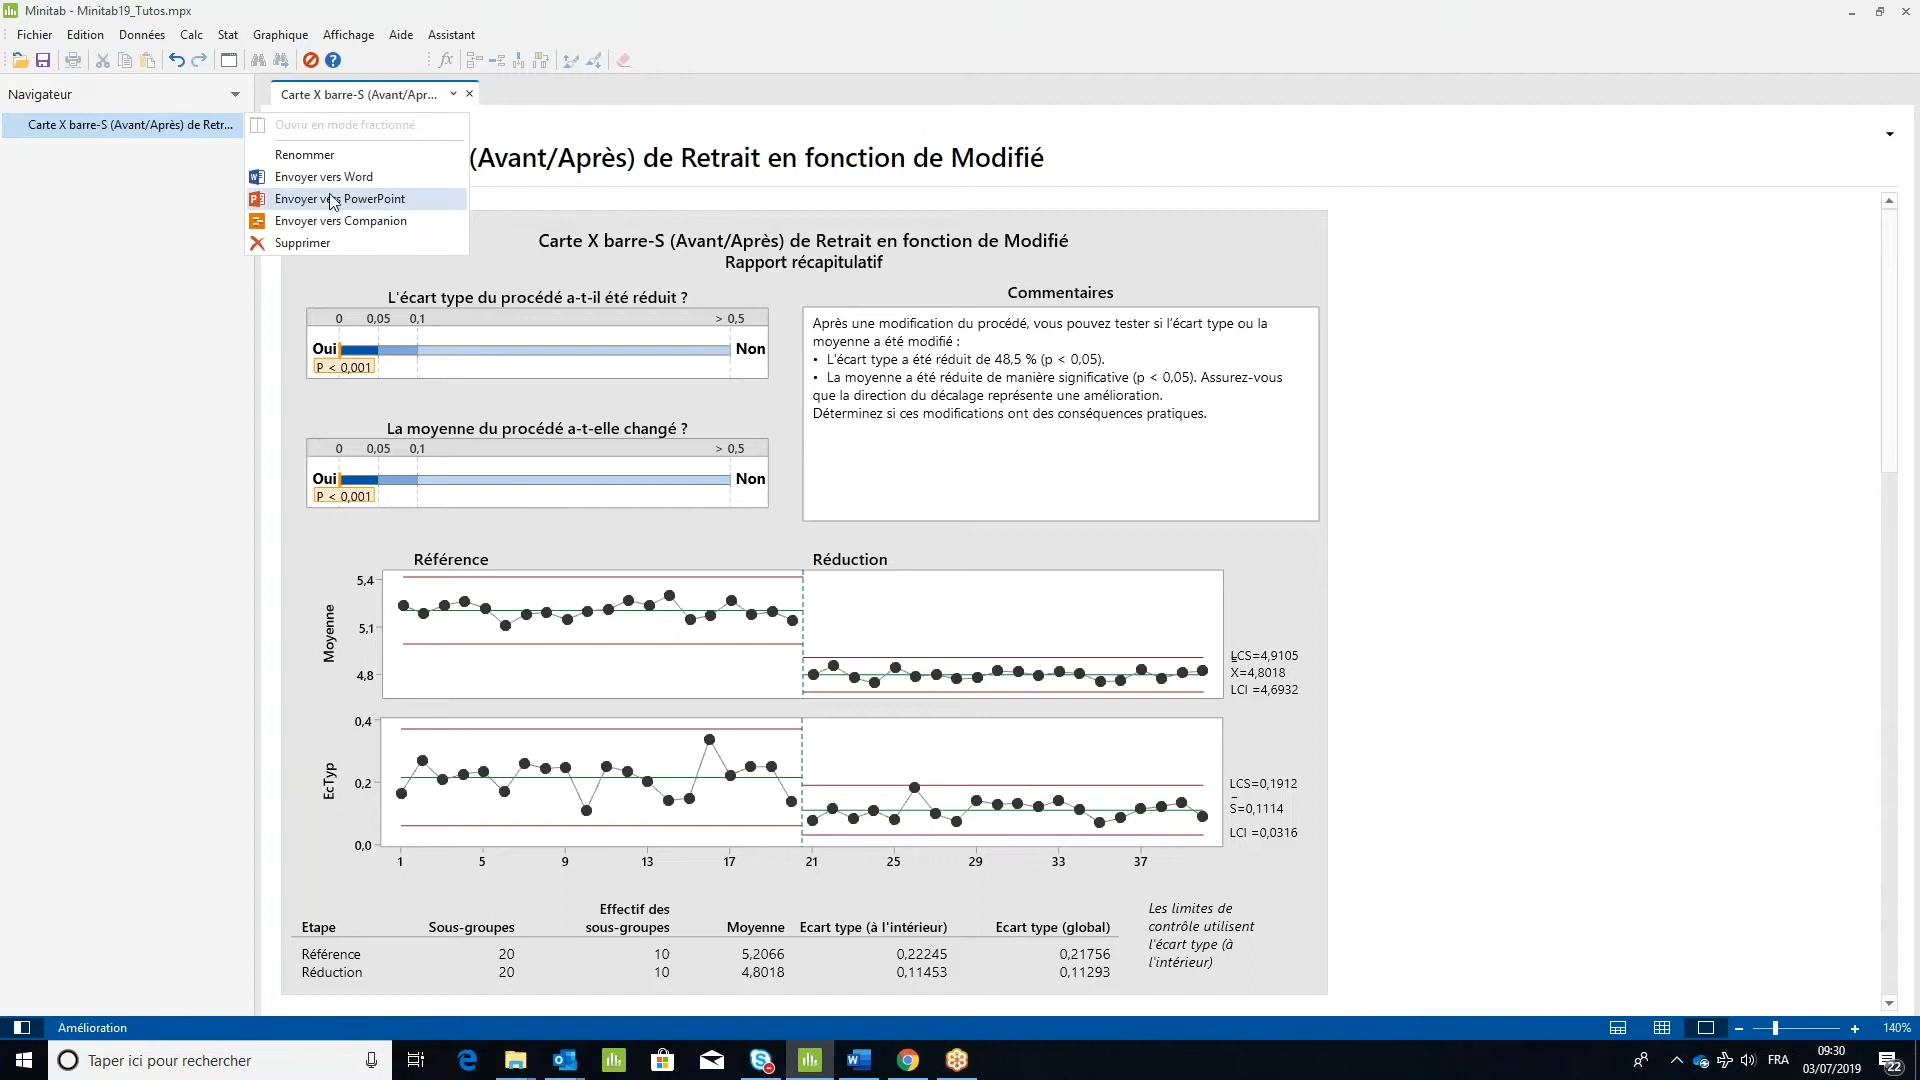 Minitab - Minitab19_Tutos.mpx
Fichier Edition Données Calc Stat Graphique Affichage Aide Assistant
Navigateur
Carte X barre-S (Avant/Apr...
Carte X barre-S (Avant/Après) de Retr...
Ouvrir en mode fractionné
Renommer
Envoyer vers Word
Envoyer vers PowerPoint
Envoyer vers Companion
Supprimer
(Avant/Après) de Retrait en fonction de Modifié
Carte X barre-S (Avant/Après) de Retrait en fonction de Modifié
Rapport récapitulatif
L'écart type du procédé a-t-il été réduit ?
0 0,05 0,1 > 0,5
Oui Non
P < 0,001
La moyenne du procédé a-t-elle changé ?
0 0,05 0,1 > 0,5
Oui Non
P < 0,001
Commentaires
Après une modification du procédé, vous pouvez tester si l'écart type ou la
moyenne a été modifié :
• L'écart type a été réduit de 48,5 % (p < 0,05).
• La moyenne a été réduite de manière significative (p < 0,05). Assurez-vous
que la direction du décalage représente une amélioration.
Déterminez si ces modifications ont des conséquences pratiques.
Référence Réduction
Moyenne
5,4
5,1
4,8
LCS=4,9105
X=4,8018
LCI =4,6932
EcTyp
0,4
0,2
0,0
LCS=0,1912
S=0,1114
LCI =0,0316
1 5 9 13 17 21 25 29 33 37
Effectif des
Etape Sous-groupes sous-groupes Moyenne Ecart type (à l'intérieur) Ecart type (global)
Référence 20 10 5,2066 0,22245 0,21756
Réduction 20 10 4,8018 0,11453 0,11293
Les limites de
contrôle utilisent
l'écart type (à
l'intérieur)
Amélioration
140%
Taper ici pour rechercher
FRA
09:30
03/07/2019
22